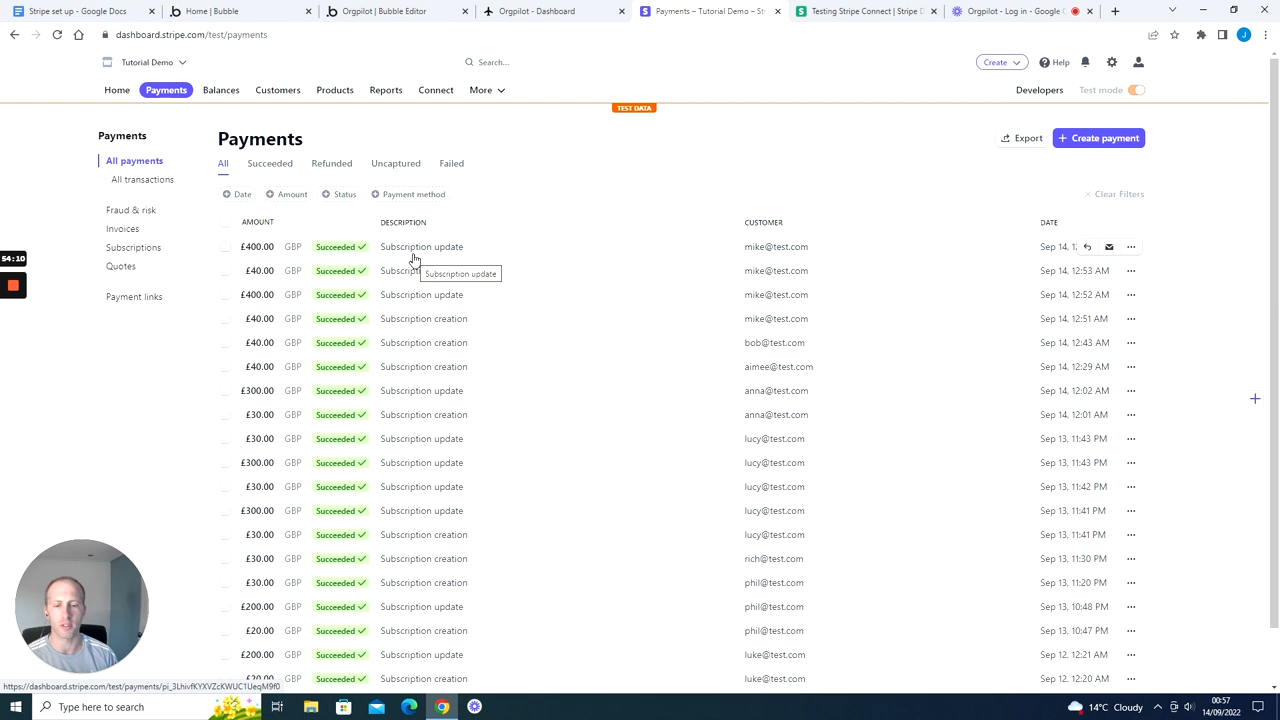 Stripe set up - Google Docs
Home | Bubble
Orgpilot | Bubble Editor
Orgpilot - Dashboard
Payments – Tutorial Demo – St
Testing Stripe Connect | Stripe D
Orgpilot - Log in - Google C
dashboard.stripe.com/test/payments
J
Tutorial Demo
Search...
Create
Help
Home
Payments
Balances
Customers
Products
Reports
Connect
More
Developers
Test mode
TEST DATA
Payments
All payments
All transactions
Fraud & risk
Invoices
Subscriptions
Quotes
Payment links
Payments
Export
Create payment
All
Succeeded
Refunded
Uncaptured
Failed
Date
Amount
Status
Payment method
Clear Filters
AMOUNT DESCRIPTION CUSTOMER DATE
£400.00 GBP Succeeded Subscription update mike@test.com Sep 14, 1
£40.00 GBP Succeeded Subscript mike@test.com Sep 14, 12:53 AM
Subscription update
£400.00 GBP Succeeded Subscription update mike@test.com Sep 14, 12:52 AM
£40.00 GBP Succeeded Subscription creation mike@test.com Sep 14, 12:51 AM
£40.00 GBP Succeeded Subscription creation bob@test.com Sep 14, 12:43 AM
£40.00 GBP Succeeded Subscription creation aimee@test.com Sep 14, 12:29 AM
£300.00 GBP Succeeded Subscription update anna@test.com Sep 14, 12:02 AM
£30.00 GBP Succeeded Subscription creation anna@test.com Sep 14, 12:01 AM
£30.00 GBP Succeeded Subscription update lucy@test.com Sep 13, 11:43 PM
£300.00 GBP Succeeded Subscription update lucy@test.com Sep 13, 11:43 PM
£30.00 GBP Succeeded Subscription update lucy@test.com Sep 13, 11:42 PM
£300.00 GBP Succeeded Subscription update lucy@test.com Sep 13, 11:41 PM
£30.00 GBP Succeeded Subscription creation lucy@test.com Sep 13, 11:41 PM
£30.00 GBP Succeeded Subscription creation rich@test.com Sep 13, 11:30 PM
£30.00 GBP Succeeded Subscription creation phil@test.com Sep 13, 11:20 PM
£200.00 GBP Succeeded Subscription update phil@test.com Sep 13, 10:48 PM
£20.00 GBP Succeeded Subscription creation phil@test.com Sep 13, 10:47 PM
£200.00 GBP Succeeded Subscription update luke@test.com Sep 12, 12:21 AM
£20.00 GBP Succeeded Subscription creation luke@test.com Sep 12, 12:20 AM
54:10
https://dashboard.stripe.com/test/payments/pi_3LhivfKYXVZcKWUC1UeqM9f0
Type here to search
14°C Cloudy
00:57
14/09/2022